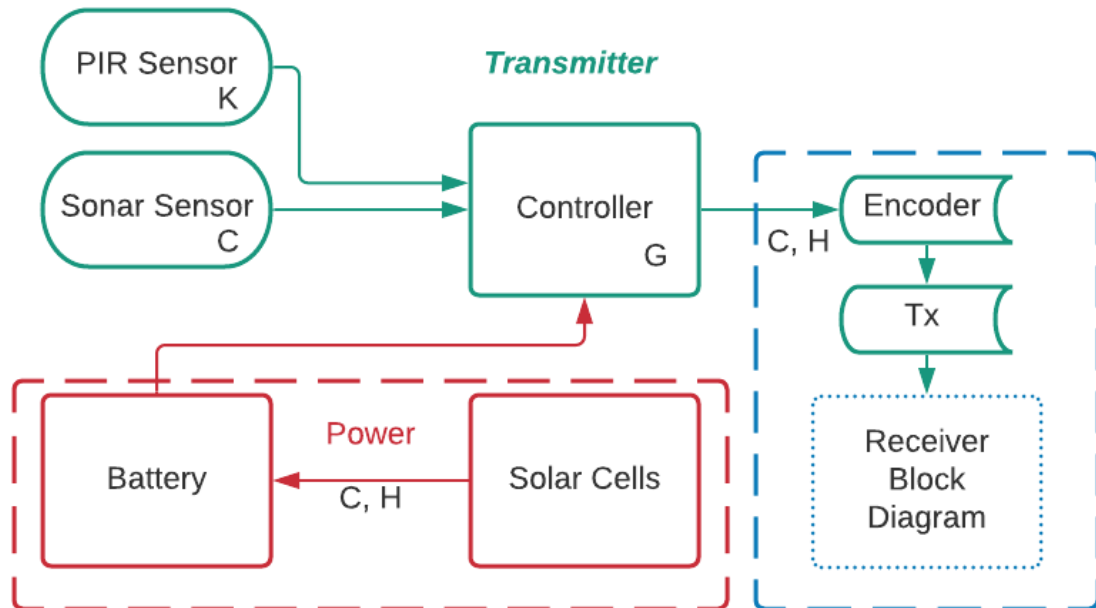 PIR Sensor
K
Transmitter
Sonar Sensor
C
Controller
G
C, H
Encoder
Tx
Receiver
Block
Diagram
Power
Battery
C, H
Solar Cells